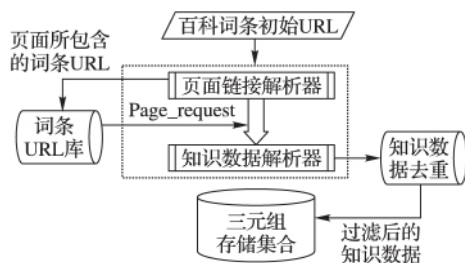 百科词条初始URL
页面所包含
的词条URL
页面链接解析器
Page_request
词条
URL库
知识数据解析器
知识数
据去重
三元组
存储集合
过滤后的
知识数据